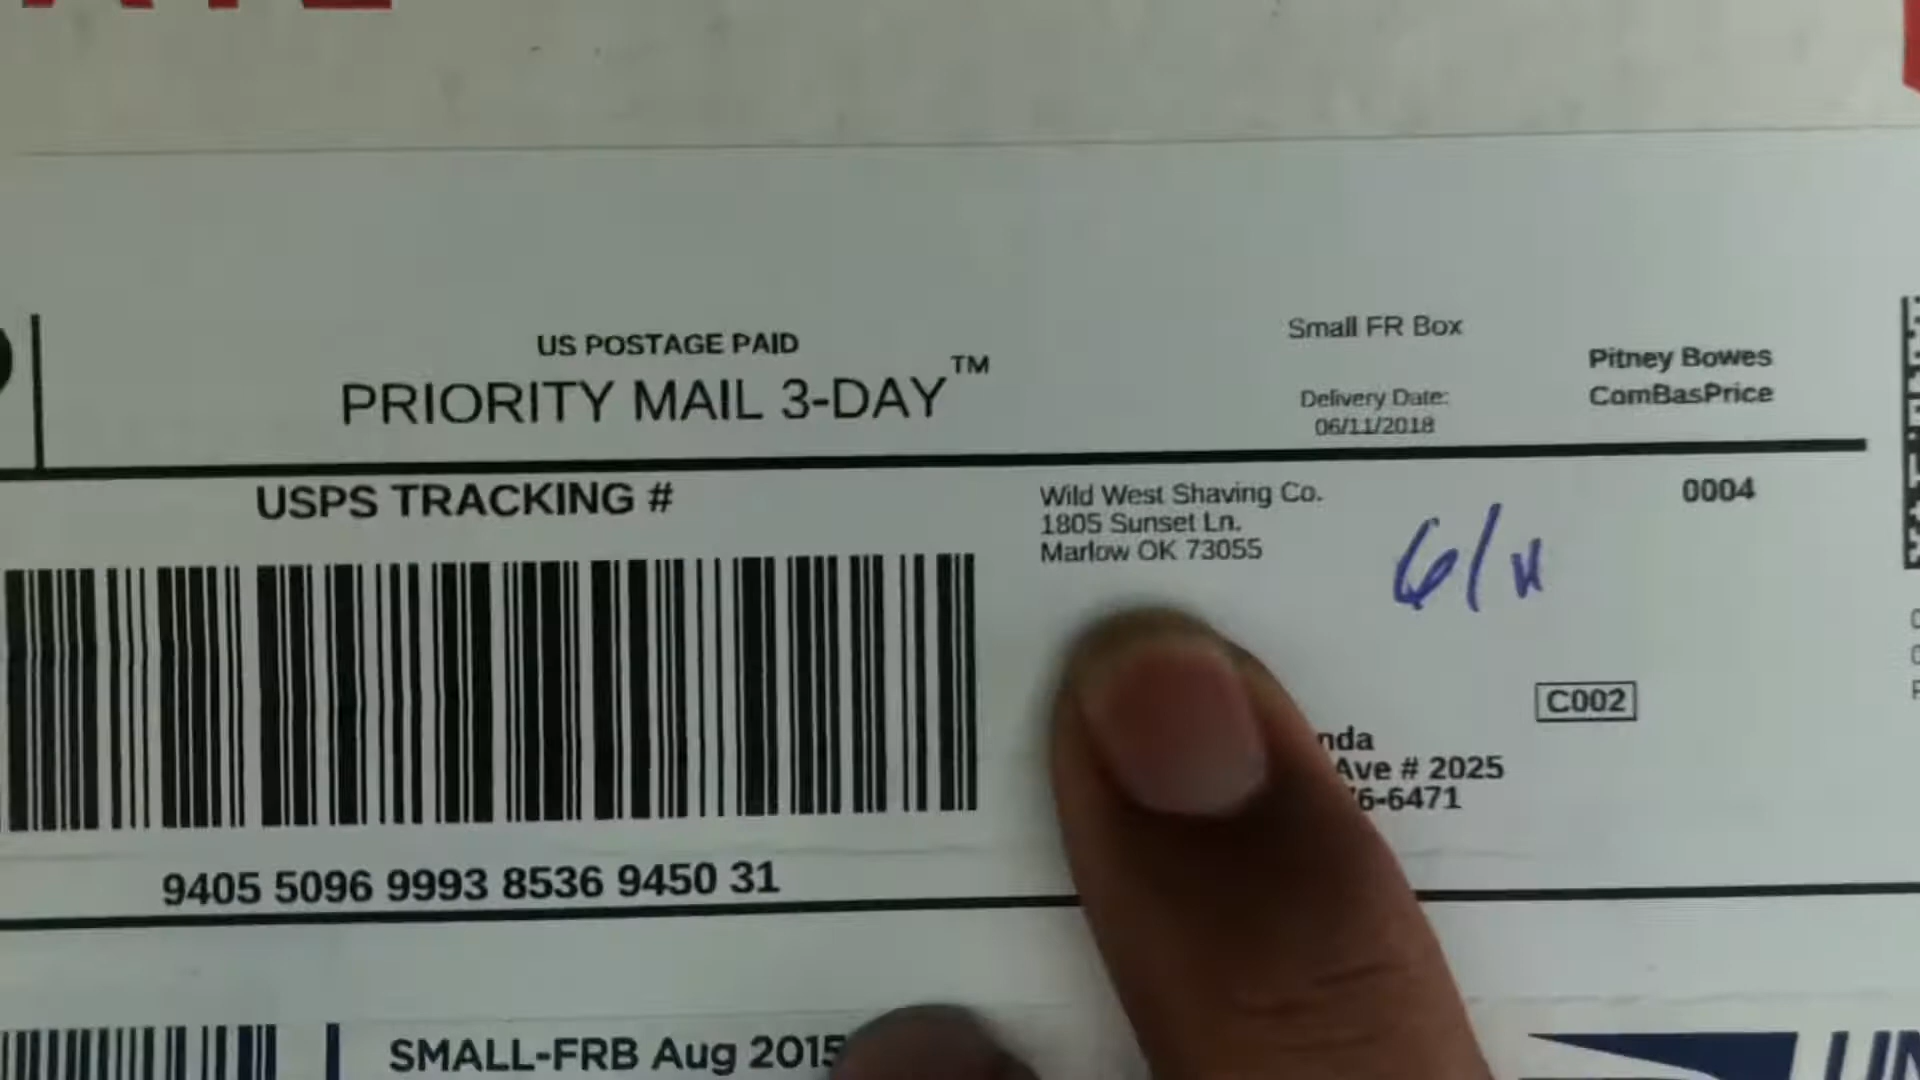 US POSTAGE PAID
PRIORITY MAIL 3-DAY™
Small FR Box
Delivery Date:
06/11/2018
Pitney Bowes
ComBasPrice
USPS TRACKING #
9405 5096 9993 8536 9450 31
Wild West Shaving Co.
1805 Sunset Ln.
Marlow OK 73055
0004
6/11
C002
nda
Ave # 2025
6-6471
SMALL-FRB Aug 2015
UN